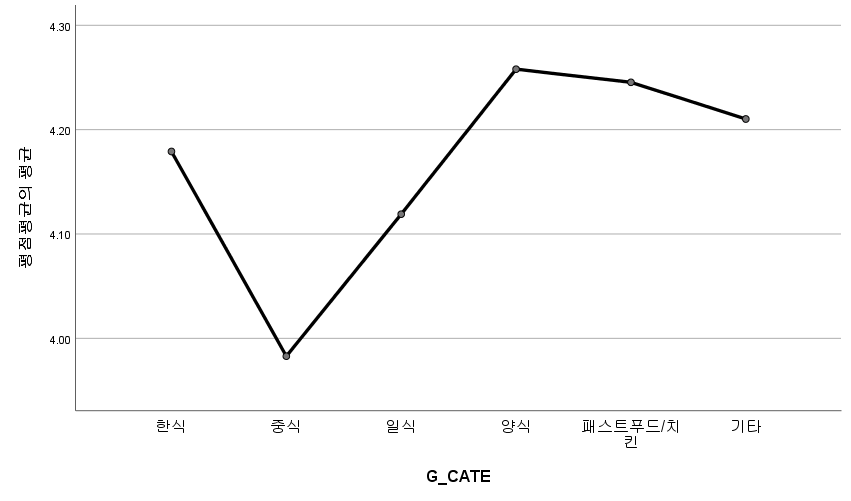 4.30
4.20
4.10
4.00
평점평균의 평균
한식
중식
일식
양식
패스트푸드/치
킨
기타
G_CATE